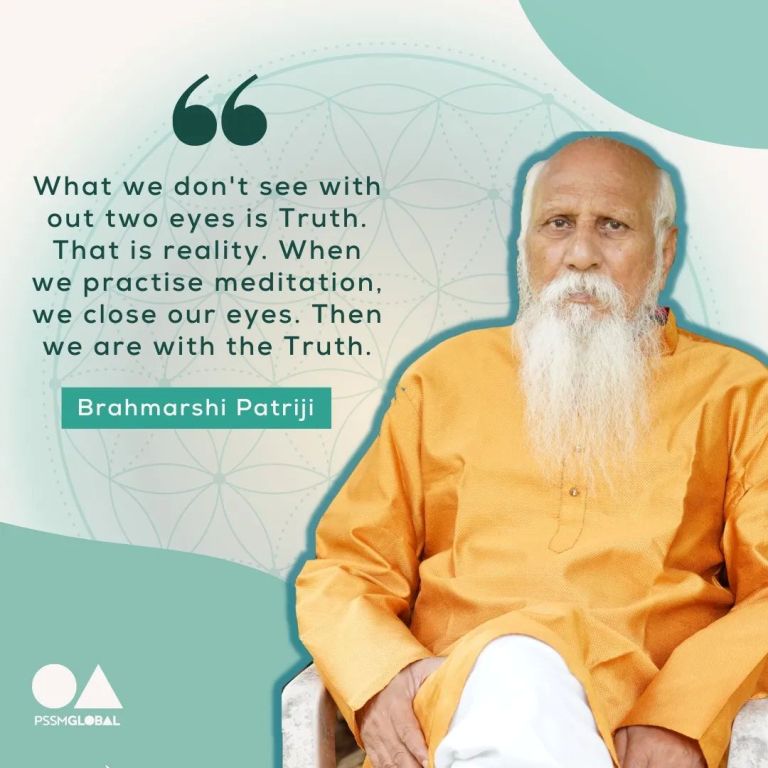 What we don't see with
out two eyes is Truth.
That is reality. When
we practise meditation,
we close our eyes. Then
we are with the Truth.
Brahmarshi Patriji
PSSMGLOBAL